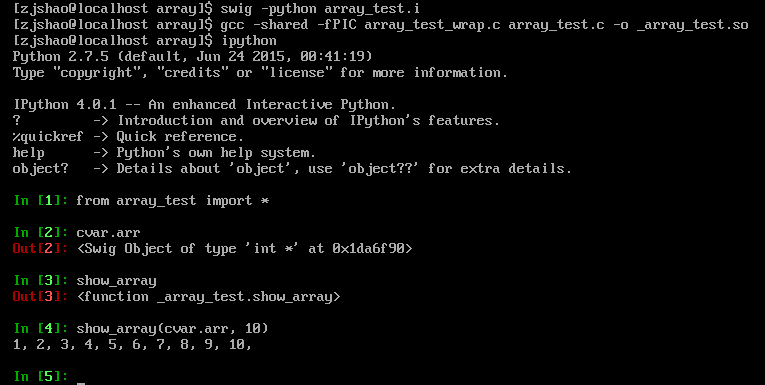 [zjshao@localhost array]$ swig -python array_test.i
[zjshao@localhost array]$ gcc -shared -fPIC array_test_wrap.c array_test.c -o _array_test.so
[zjshao@localhost array]$ ipython
Python 2.7.5 (default, Jun 24 2015, 00:41:19)
Type "copyright", "credits" or "license" for more information.
IPython 4.0.1 -- An enhanced Interactive Python.
?         -> Introduction and overview of IPython's features.
%quickref -> Quick reference.
help      -> Python's own help system.
object?   -> Details about 'object', use 'object??' for extra details.
In [1]: from array_test import *
In [2]: cvar.arr
Out[2]: <Swig Object of type 'int *' at 0x1da6f90>
In [3]: show_array
Out[3]: <function _array_test.show_array>
In [4]: show_array(cvar.arr, 10)
1, 2, 3, 4, 5, 6, 7, 8, 9, 10,
In [5]: